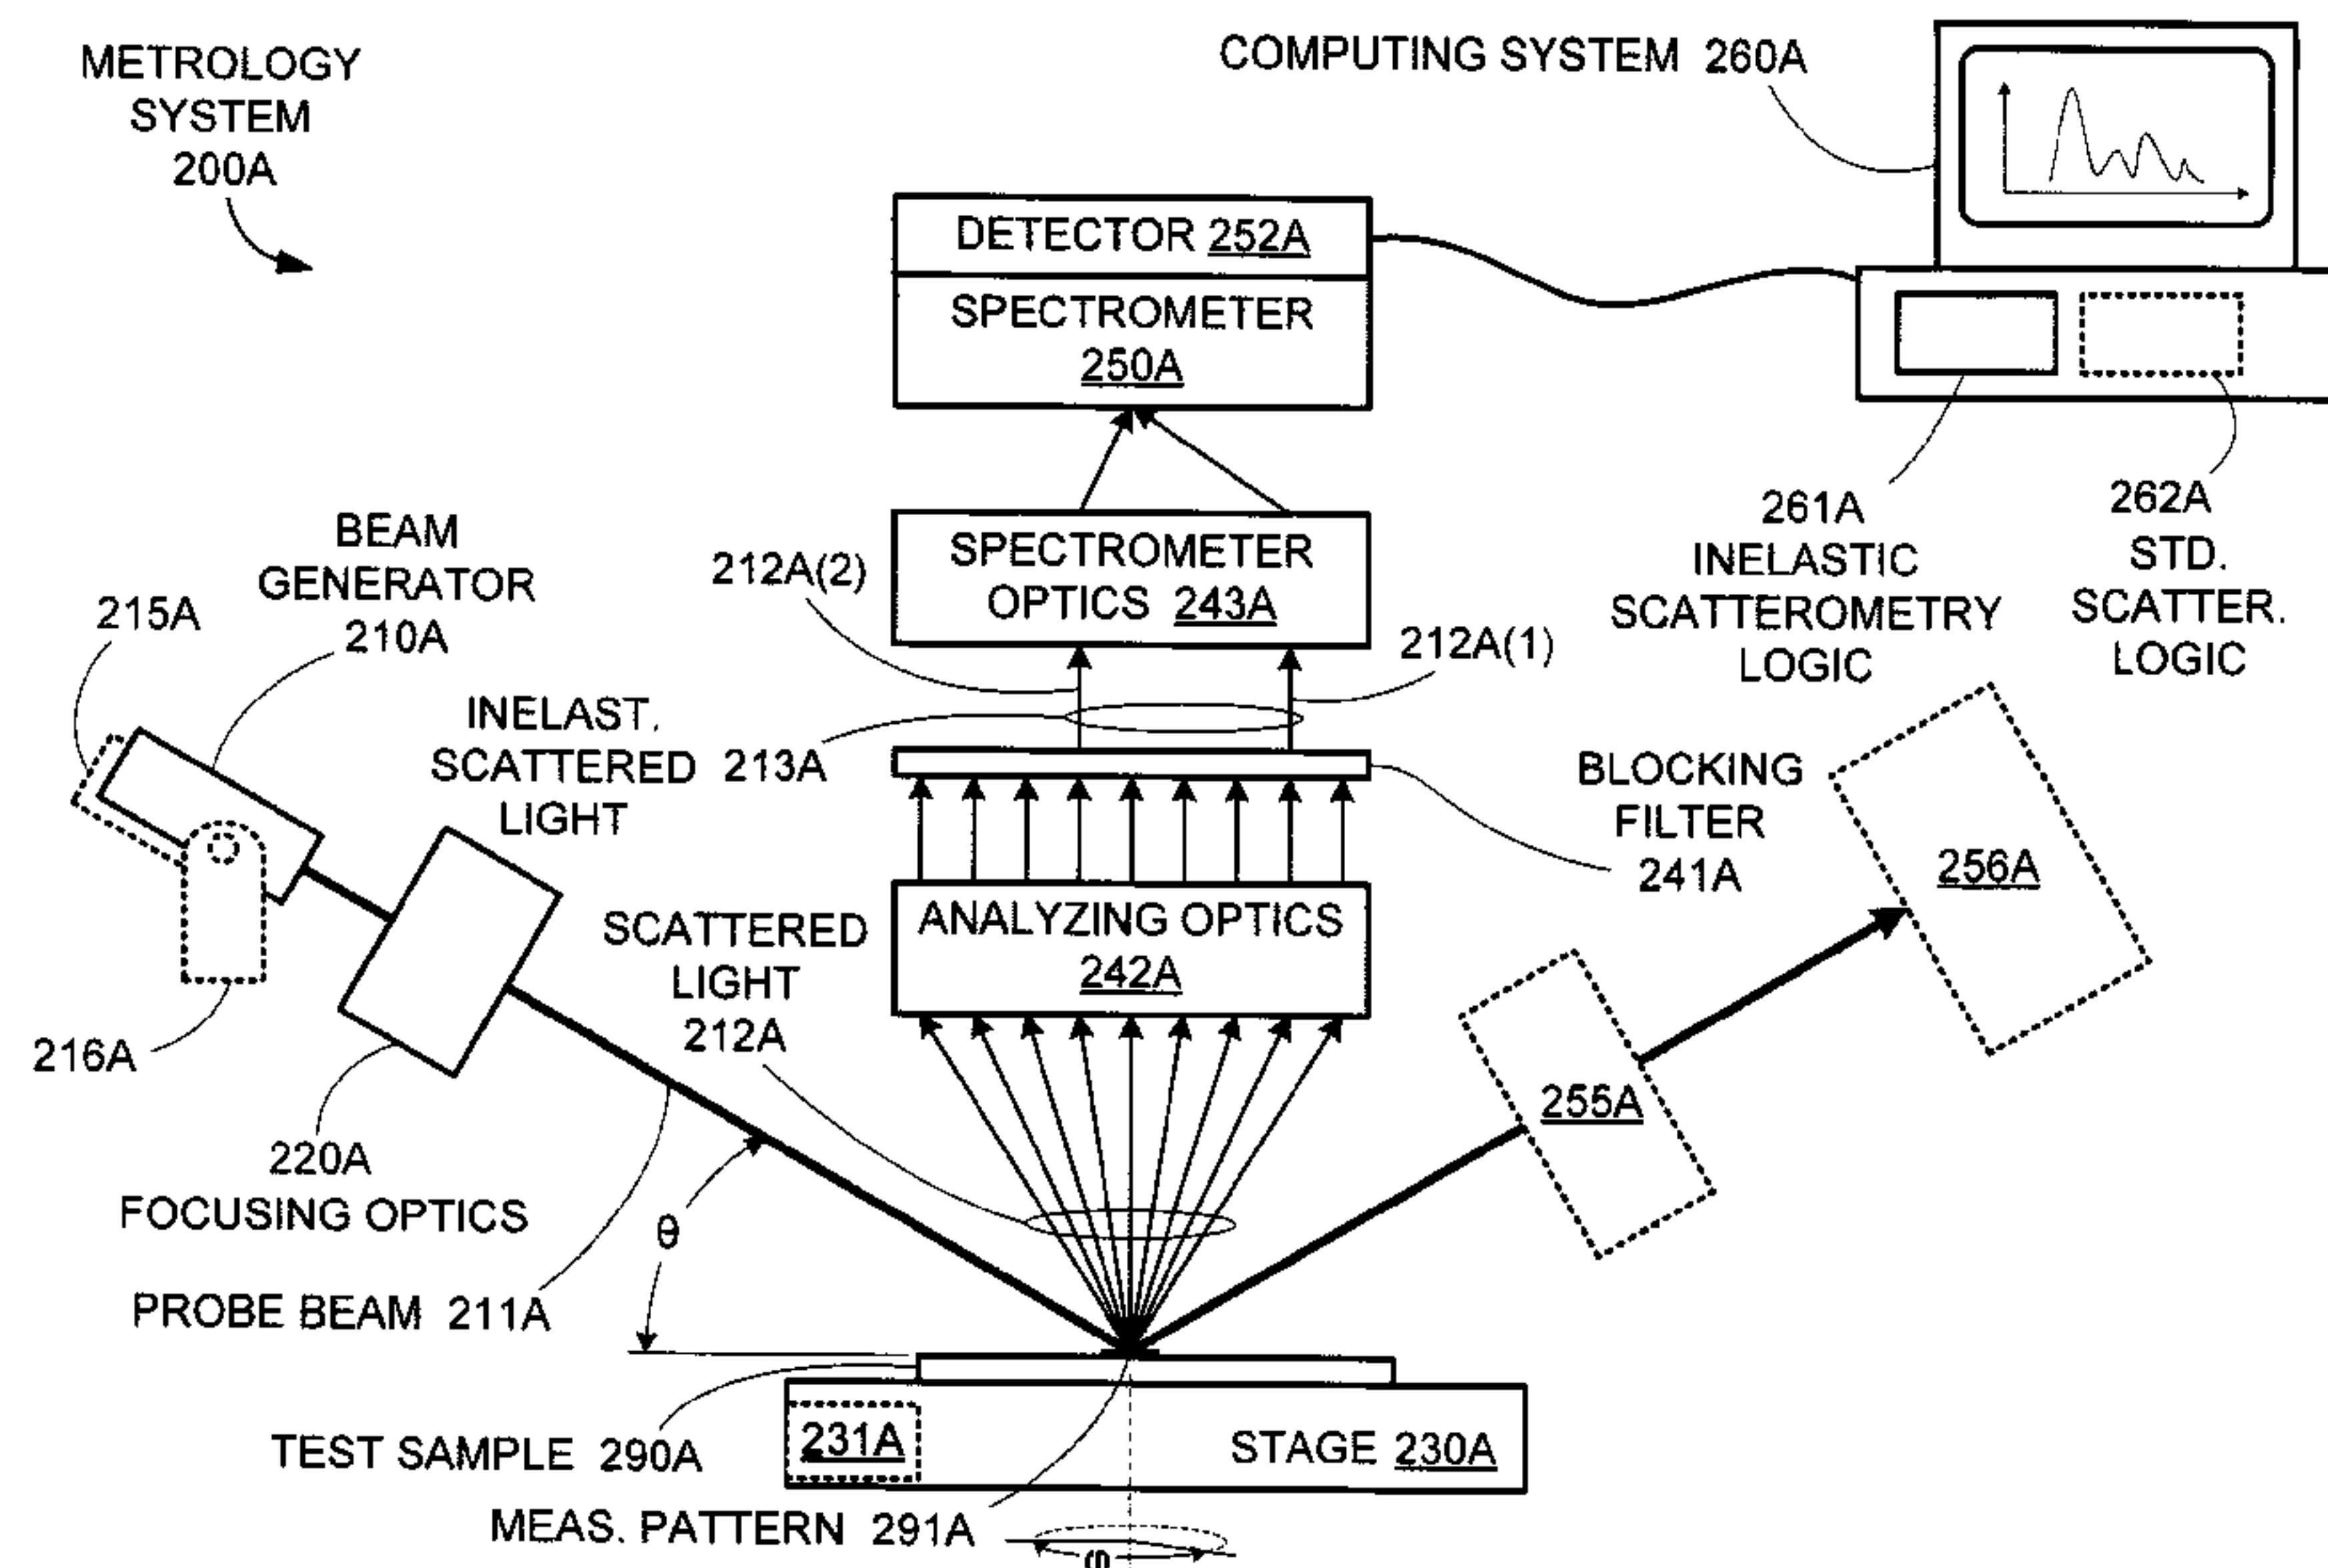 METROLOGY
SYSTEM
200A
COMPUTING SYSTEM 260A
DETECTOR 252A
SPECTROMETER
250A
261A
INELASTIC
SCATTEROMETRY
LOGIC
262A
STD.
SCATTER.
LOGIC
BEAM
GENERATOR
210A
215A
212A(2)
SPECTROMETER
OPTICS 243A
212A(1)
INELAST.
SCATTERED 213A
LIGHT
BLOCKING
FILTER
241A
256A
216A
SCATTERED
LIGHT
212A
ANALYZING OPTICS
242A
255A
220A
FOCUSING OPTICS
θ
PROBE BEAM 211A
TEST SAMPLE 290A
231A
STAGE 230A
MEAS. PATTERN 291A